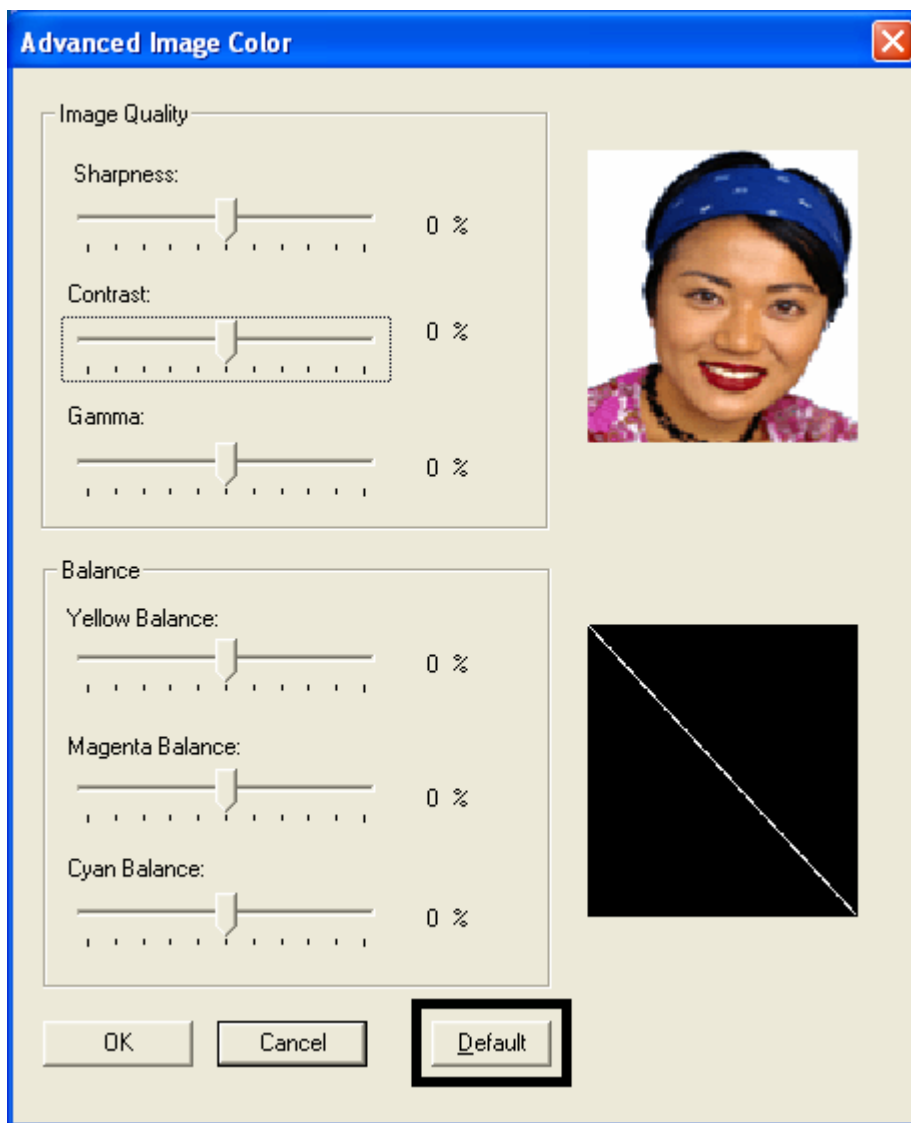 Advanced Image Color
Image Quality
Sharpness:
0 %
Contrast:
0 %
Gamma:
0 %
Balance
Yellow Balance:
0 %
Magenta Balance:
0 %
Cyan Balance:
0 %
OK Cancel Default